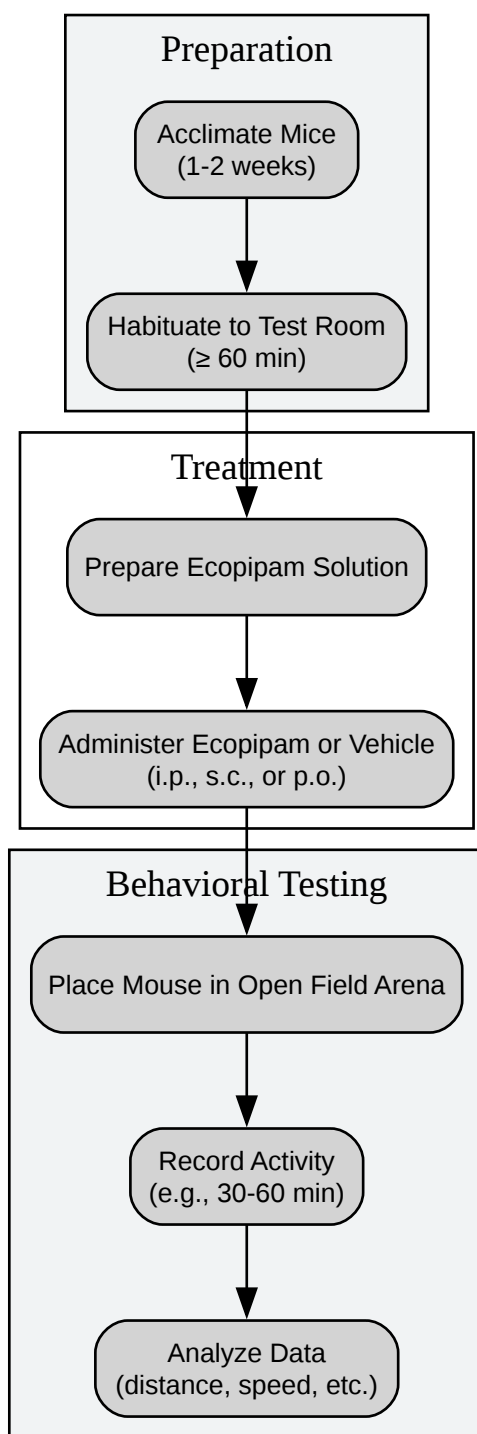 Preparation
Acclimate Mice
(1-2 weeks)
Habituate to Test Room
(≥ 60 min)
Treatment
Prepare Ecopipam Solution
Administer Ecopipam or Vehicle
(i.p., s.c., or p.o.)
Behavioral Testing
Place Mouse in Open Field Arena
Record Activity
(e.g., 30-60 min)
Analyze Data
(distance, speed, etc.)